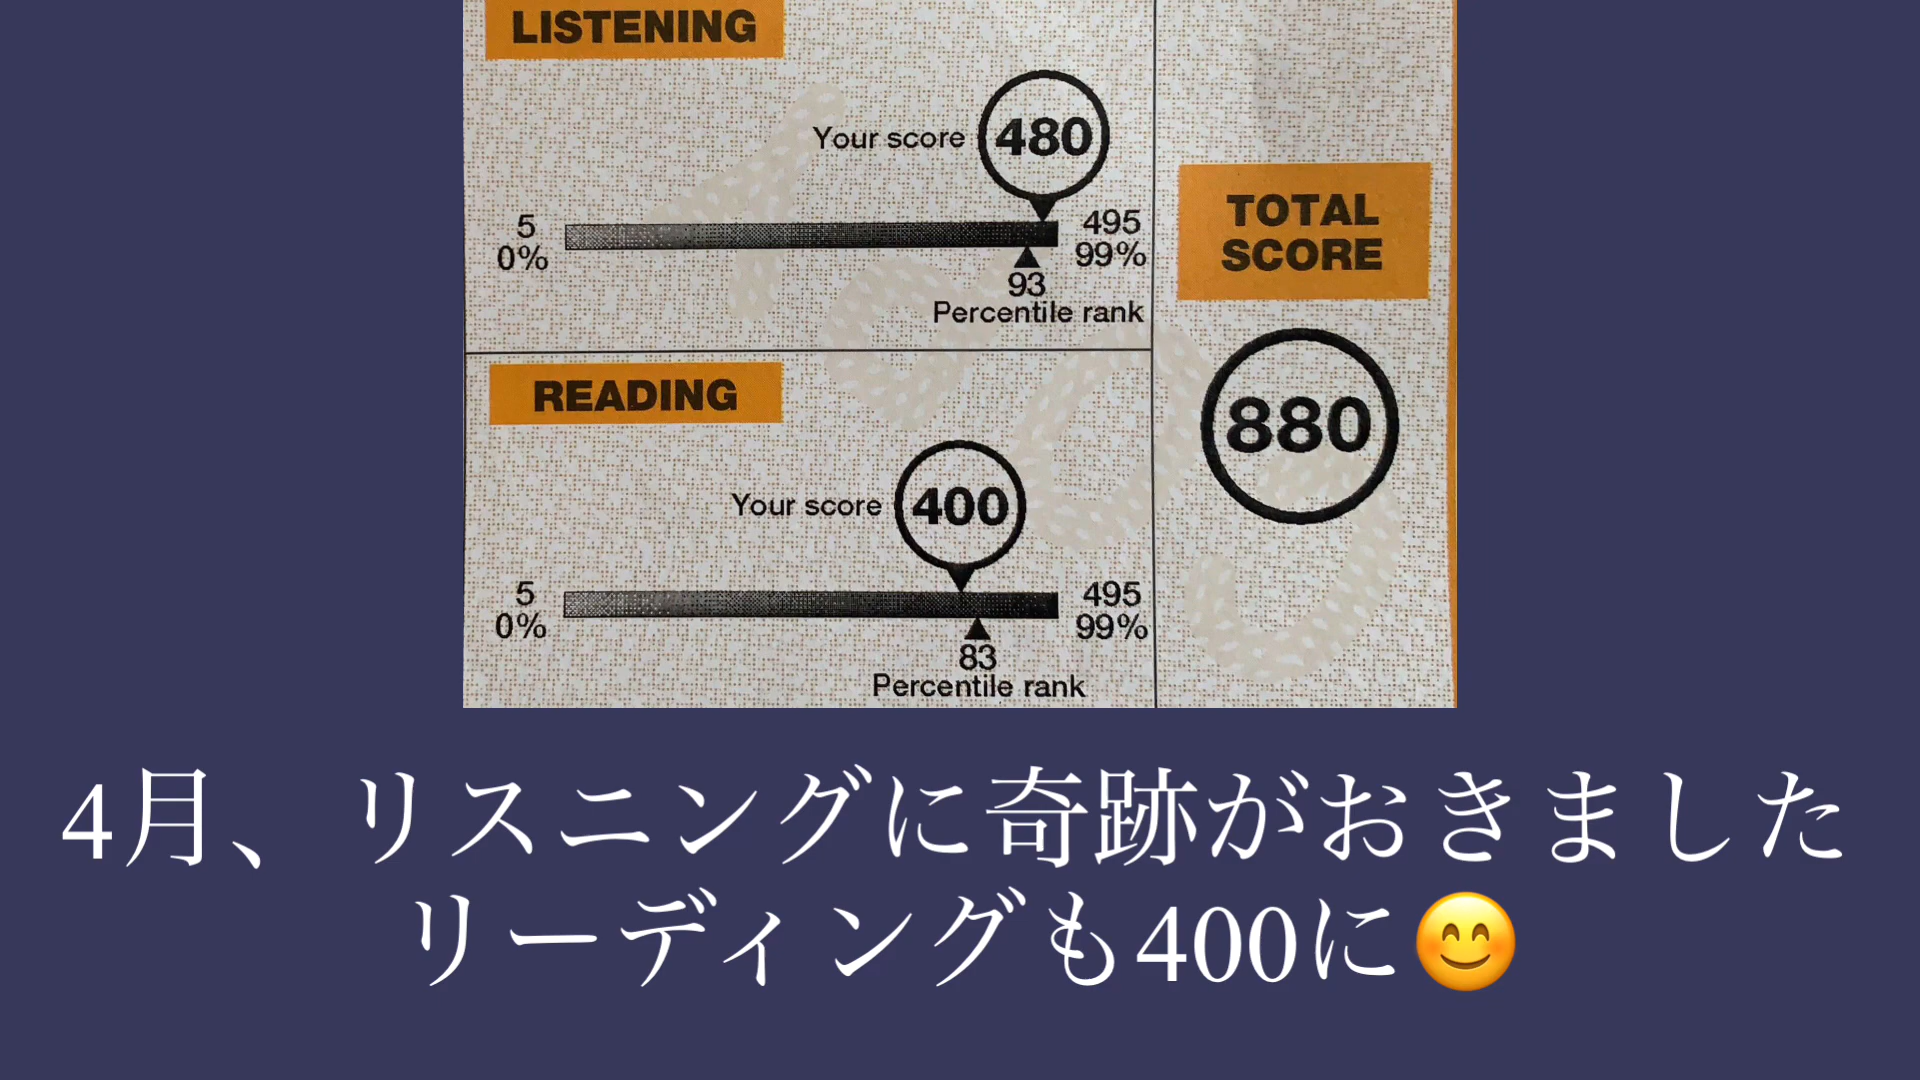 LISTENING
Your score 480
5 495
0% 99%
93
Percentile rank
READING
Your score 400
5 495
0% 99%
83
Percentile rank
TOTAL
SCORE
880
4月、リスニングに奇跡がおきました
リーディングも400に😊